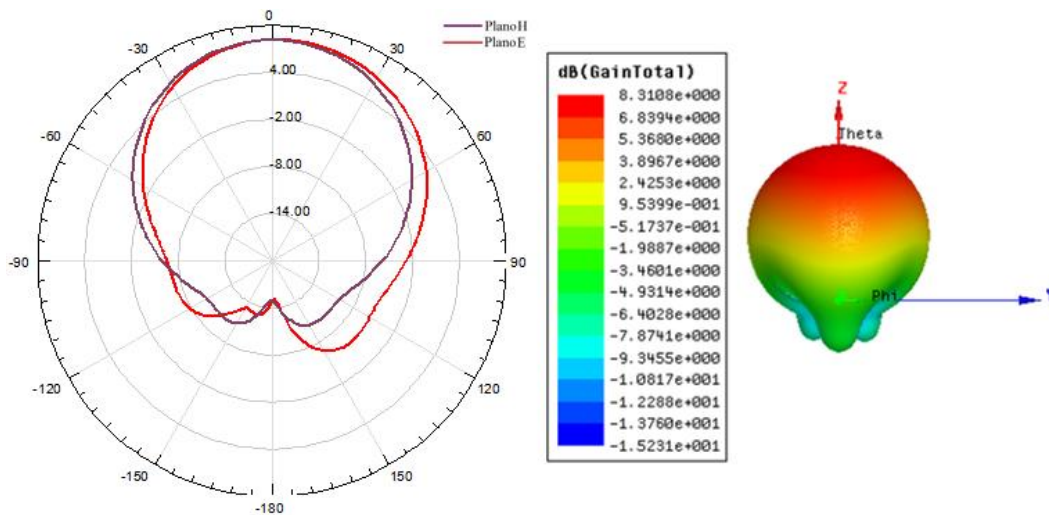 0
PlanoH
PlanoE
-30
30
4.00
-60
60
-2.00
-8.00
-14.00
-90
90
-120
120
-150
150
-180
dB(GainTotal)
8.3108e+000
6.8394e+000
5.3680e+000
3.8967e+000
2.4253e+000
9.5399e-001
-5.1737e-001
-1.9887e+000
-3.4601e+000
-4.9314e+000
-6.4028e+000
-7.8741e+000
-9.3455e+000
-1.0817e+001
-1.2288e+001
-1.3760e+001
-1.5231e+001
Z
Theta
Phi